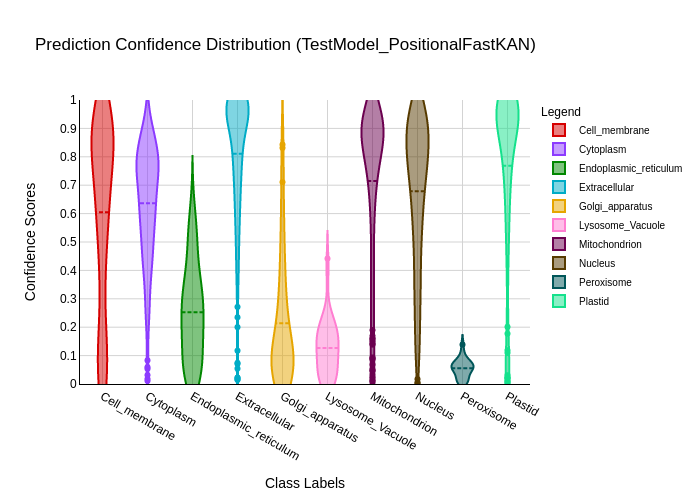 Prediction Confidence Distribution (TestModel_PositionalFastKAN)
Confidence Scores
1
0.9
0.8
0.7
0.6
0.5
0.4
0.3
0.2
0.1
0
Cell_membrane
Cytoplasm
Endoplasmic_reticulum
Extracellular
Golgi_apparatus
Lysosome_Vacuole
Mitochondrion
Nucleus
Peroxisome
Plastid
Class Labels
Legend
Cell_membrane
Cytoplasm
Endoplasmic_reticulum
Extracellular
Golgi_apparatus
Lysosome_Vacuole
Mitochondrion
Nucleus
Peroxisome
Plastid